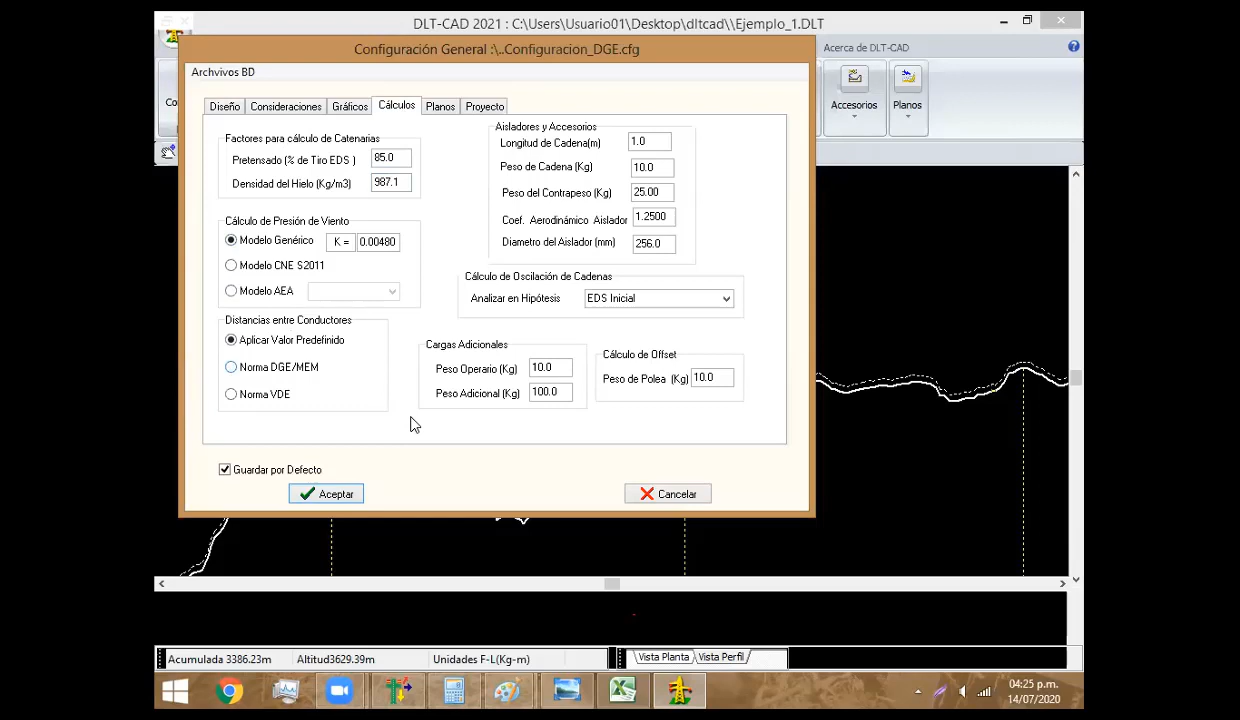 DLT-CAD 2021 : C:\Users\Usuario01\Desktop\dltcad\\Ejemplo_1.DLT
Acerca de DLT-CAD
Accesorios
Planos
Configuración General :\..Configuracion_DGE.cfg
Archivos BD
Diseño
Consideraciones
Gráficos
Cálculos
Planos
Proyecto
Factores para cálculo de Catenarias
Pretensado (% de Tiro EDS )
85.0
Densidad del Hielo (Kg/m3)
987.1
Cálculo de Presión de Viento
Modelo Genérico
K =
0.00480
Modelo CNE S2011
Modelo AEA
Distancias entre Conductores
Aplicar Valor Predefinido
Norma DGE/MEM
Norma VDE
Aisladores y Accesorios
Longitud de Cadena(m)
1.0
Peso de Cadena (Kg)
10.0
Peso del Contrapeso (Kg)
25.00
Coef. Aerodinámico Aislador
1.2500
Diametro del Aislador (mm)
256.0
Cálculo de Oscilación de Cadenas
Analizar en Hipótesis
EDS Inicial
Cargas Adicionales
Peso Operario (Kg)
10.0
Peso Adicional (Kg)
100.0
Cálculo de Offset
Peso de Polea (Kg)
10.0
Guardar por Defecto
Aceptar
Cancelar
Acumulada 3386.23m
Altitud3629.39m
Unidades F-L(Kg-m)
Vista Planta
Vista Perfil
04:25 p.m.
14/07/2020